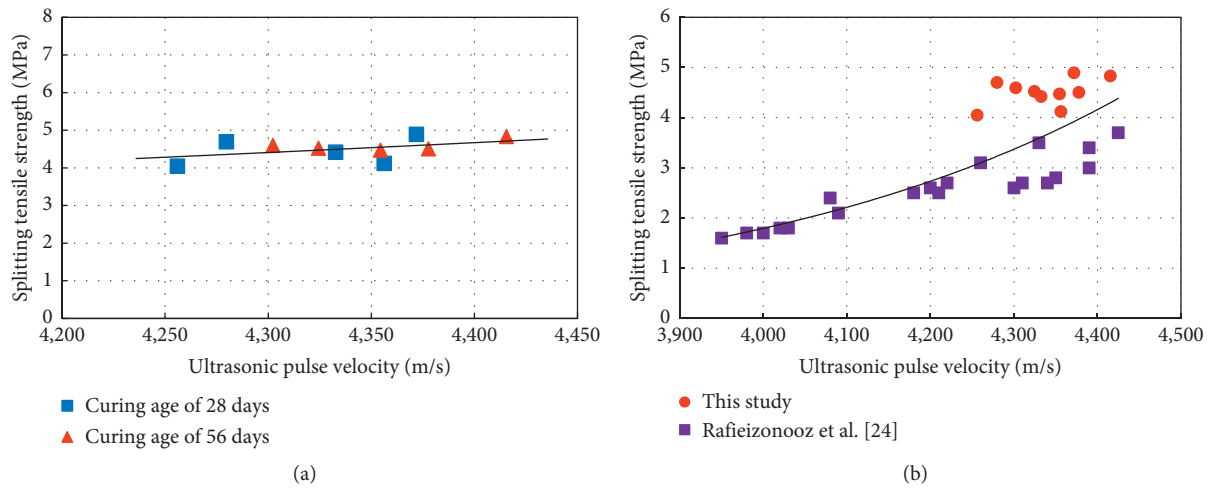 Splitting tensile strength (MPa)
8
7
6
5
4
3
2
1
0
4,200 4,250 4,300 4,350 4,400 4,450
Ultrasonic pulse velocity (m/s)
Curing age of 28 days
Curing age of 56 days
(a)
Splitting tensile strength (MPa)
6
5
4
3
2
1
0
3,900 4,000 4,100 4,200 4,300 4,400 4,500
Ultrasonic pulse velocity (m/s)
This study
Rafieizonooz et al. [24]
(b)